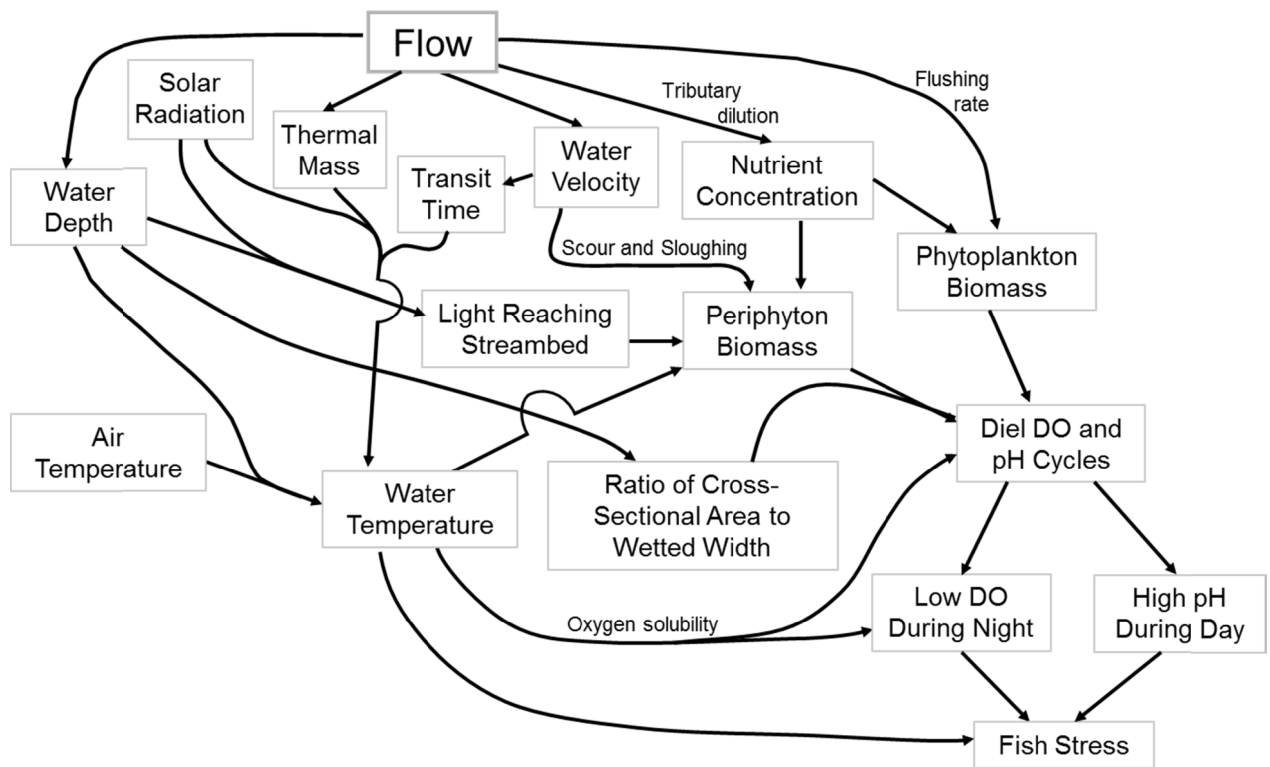 Flow
Solar
Radiation
Tributary
dilution
Flushing
rate
Thermal
Mass
Water
Velocity
Nutrient
Concentration
Transit
Time
Water
Depth
Scour and Sloughing
Phytoplankton
Biomass
Light Reaching
Streambed
Periphyton
Biomass
Air
Temperature
Water
Temperature
Ratio of Cross-
Sectional Area to
Wetted Width
Diel DO and
pH Cycles
Oxygen solubility
Low DO
During Night
High pH
During Day
Fish Stress